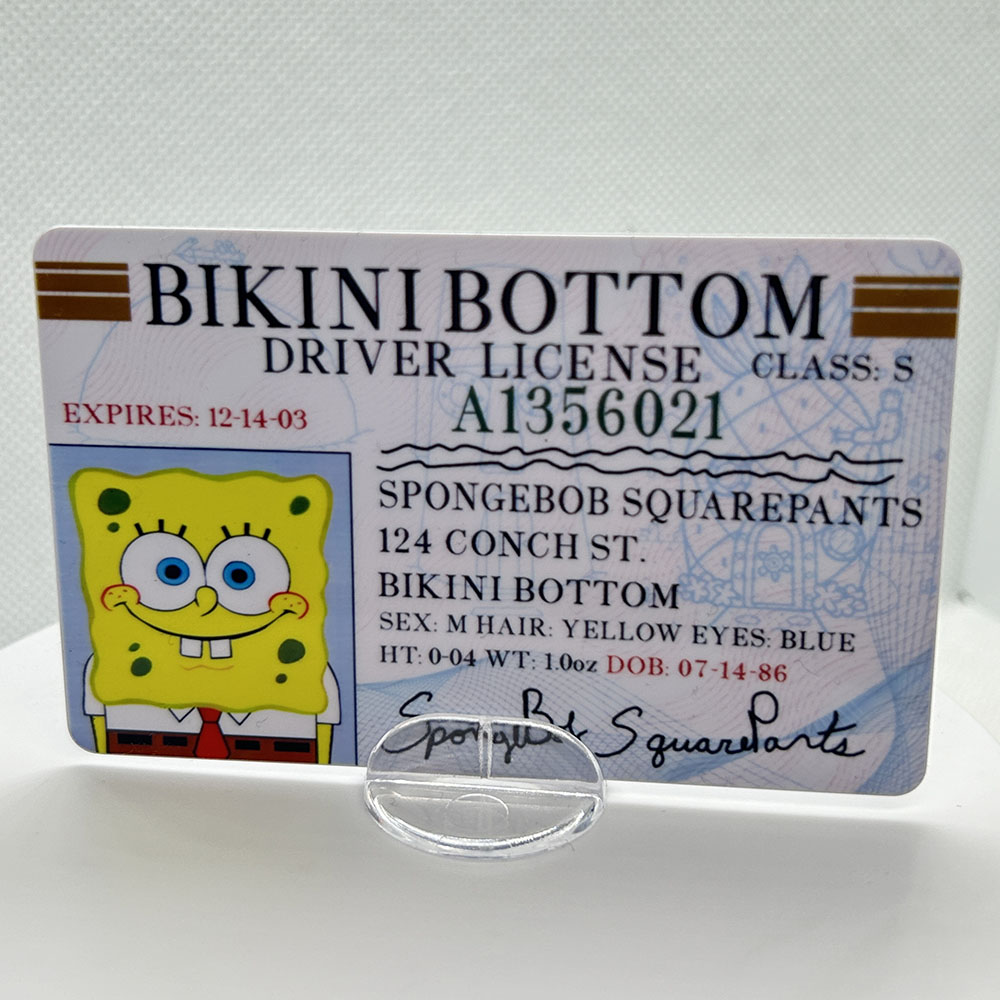 BIKINI BOTTOM
DRIVER LICENSE CLASS: S
A1356021
EXPIRES: 12-14-03
SPONGEBOB SQUAREPANTS
124 CONCH ST.
BIKINI BOTTOM
SEX: M HAIR: YELLOW EYES: BLUE
HT: 0-04 WT: 1.0oz DOB: 07-14-86
SpongeBob SquarePants